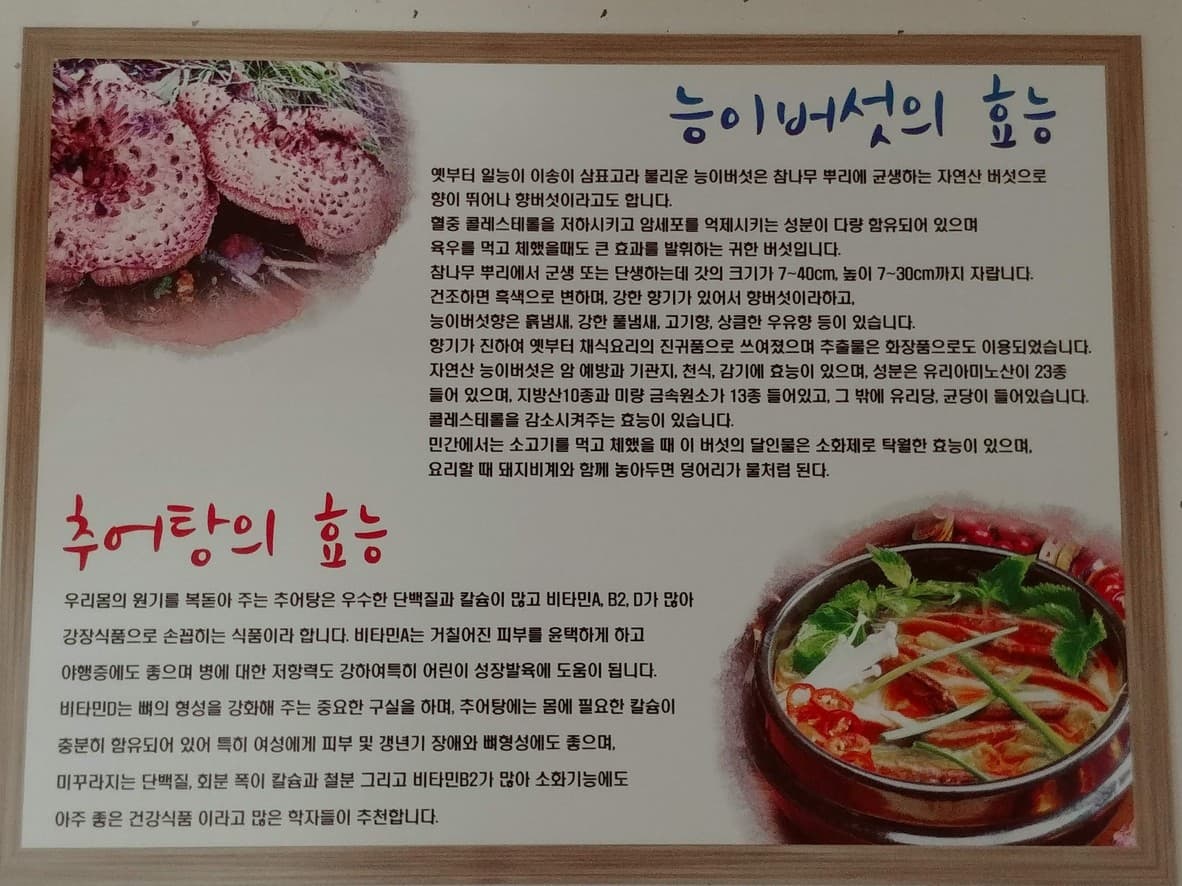 능이버섯의 효능
옛부터 일능이 이송이 삼표고라 불리운 능이버섯은 참나무 뿌리에 균생하는 자연산 버섯으로
향이 뛰어나 향버섯이라고도 합니다.
혈중 콜레스테롤을 저하시키고 암세포를 억제시키는 성분이 다량 함유되어 있으며
육우를 먹고 체했을때도 큰 효과를 발휘하는 귀한 버섯입니다.
참나무 뿌리에서 군생 또는 단생하는데 갓의 크기가 7~40cm, 높이 7~30cm까지 자랍니다.
건조하면 흑색으로 변하며, 강한 향기가 있어서 향버섯이라하고,
능이버섯향은 흙냄새, 강한 풀냄새, 고기향, 상큼한 우유향 등이 있습니다.
향기가 진하여 옛부터 채식요리의 진귀품으로 쓰여졌으며 추출물은 화장품으로도 이용되었습니다.
자연산 능이버섯은 암 예방과 기관지, 천식, 감기에 효능이 있으며, 성분은 유리아미노산이 23종
들어 있으며, 지방산10종과 미량 금속원소가 13종 들어있고, 그 밖에 유리당, 균당이 들어있습니다.
콜레스테롤을 감소시켜주는 효능이 있습니다.
민간에서는 소고기를 먹고 체했을 때 이 버섯의 달인물은 소화제로 탁월한 효능이 있으며,
요리할 때 돼지비계와 함께 놓아두면 덩어리가 물처럼 된다.
추어탕의 효능
우리몸의 원기를 복돋아 주는 추어탕은 우수한 단백질과 칼슘이 많고 비타민A, B2, D가 많아
강장식품으로 손꼽히는 식품이라 합니다. 비타민A는 거칠어진 피부를 윤택하게 하고
야행증에도 좋으며 병에 대한 저항력도 강하여특히 어린이 성장발육에 도움이 됩니다.
비타민D는 뼈의 형성을 강화해 주는 중요한 구실을 하며, 추어탕에는 몸에 필요한 칼슘이
충분히 함유되어 있어 특히 여성에게 피부 및 갱년기 장애와 뼈형성에도 좋으며,
미꾸라지는 단백질, 회분 폭이 칼슘과 철분 그리고 비타민B2가 많아 소화기능에도
아주 좋은 건강식품 이라고 많은 학자들이 추천합니다.